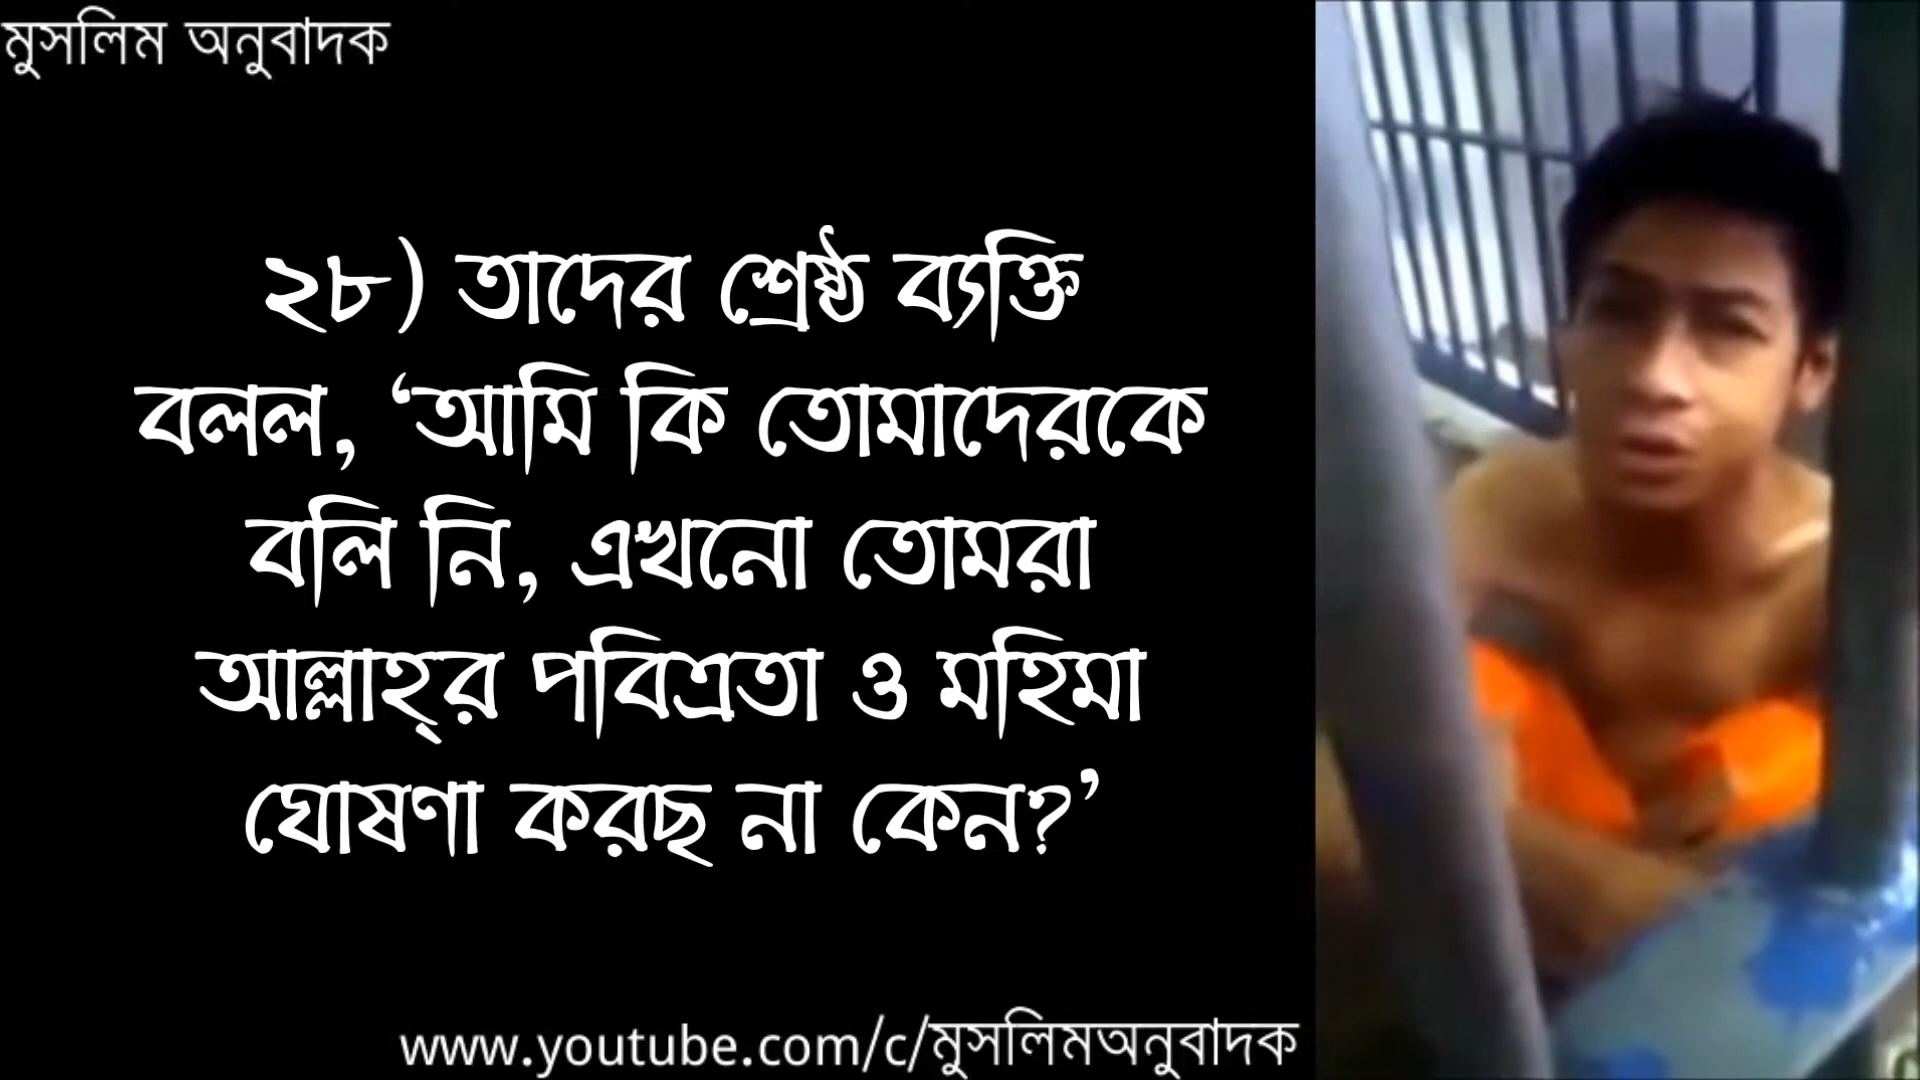 মুসলিম অনুবাদক
২৮) তাদের শ্রেষ্ঠ ব্যক্তি
বলল, ‘আমি কি তোমাদেরকে
বলি নি, এখনো তোমরা
আল্লাহ্‌র পবিত্রতা ও মহিমা
ঘোষণা করছ না কেন?’
www.youtube.com/c/মুসলিমঅনুবাদক